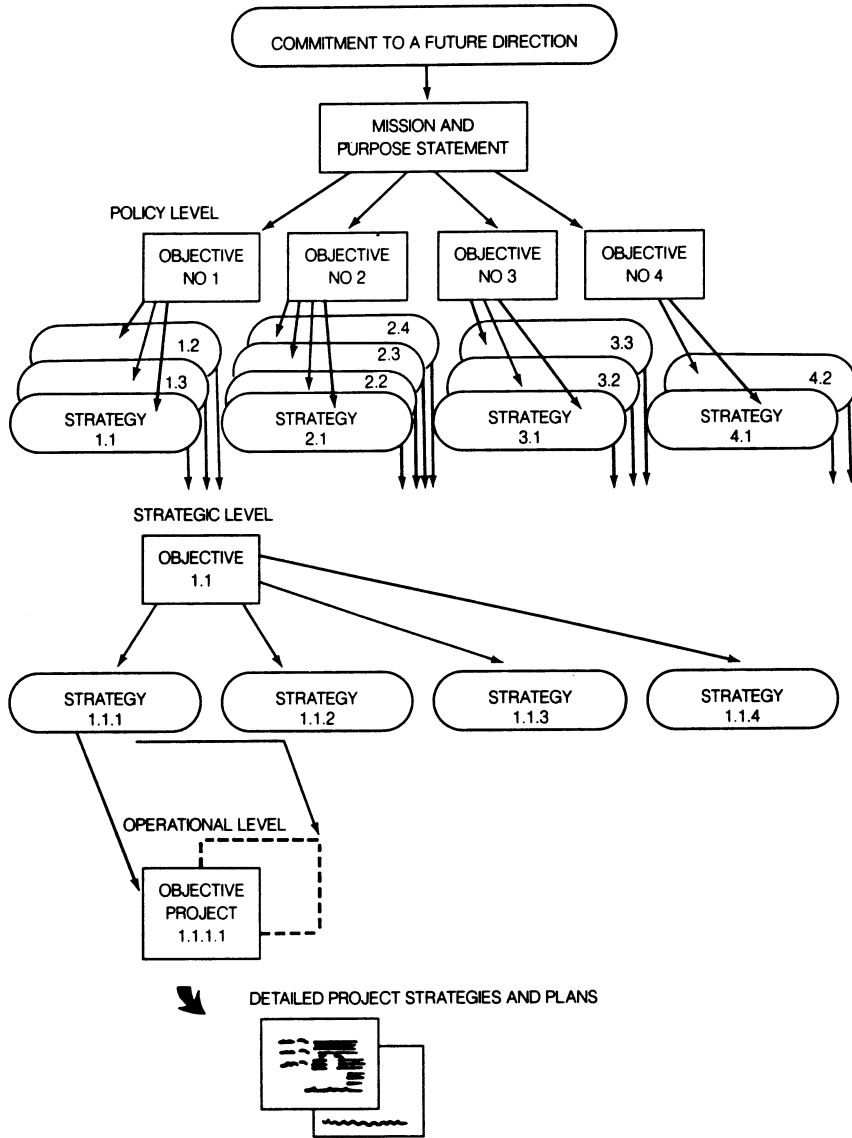 COMMITMENT TO A FUTURE DIRECTION
MISSION AND
PURPOSE STATEMENT
POLICY LEVEL
OBJECTIVE
NO 1
OBJECTIVE
NO 2
OBJECTIVE
NO 3
OBJECTIVE
NO 4
1.2
1.3
STRATEGY
1.1
2.4
2.3
2.2
STRATEGY
2.1
3.3
3.2
STRATEGY
3.1
4.2
STRATEGY
4.1
STRATEGIC LEVEL
OBJECTIVE
1.1
STRATEGY
1.1.1
STRATEGY
1.1.2
STRATEGY
1.1.3
STRATEGY
1.1.4
OPERATIONAL LEVEL
OBJECTIVE
PROJECT
1.1.1.1
DETAILED PROJECT STRATEGIES AND PLANS